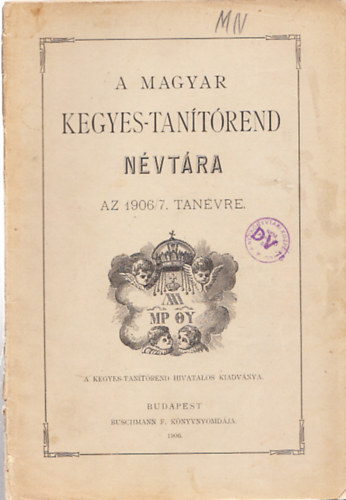 MN
A MAGYAR
KEGYES-TANÍTÓREND
NÉVTÁRA
AZ 1906/7. TANÉVRE.
DV
MP ΘY
A KEGYES-TANÍTÓREND HIVATALOS KIADVÁNYA.
BUDAPEST
BUSCHMANN F. KÖNYVNYOMDÁJA
1906.